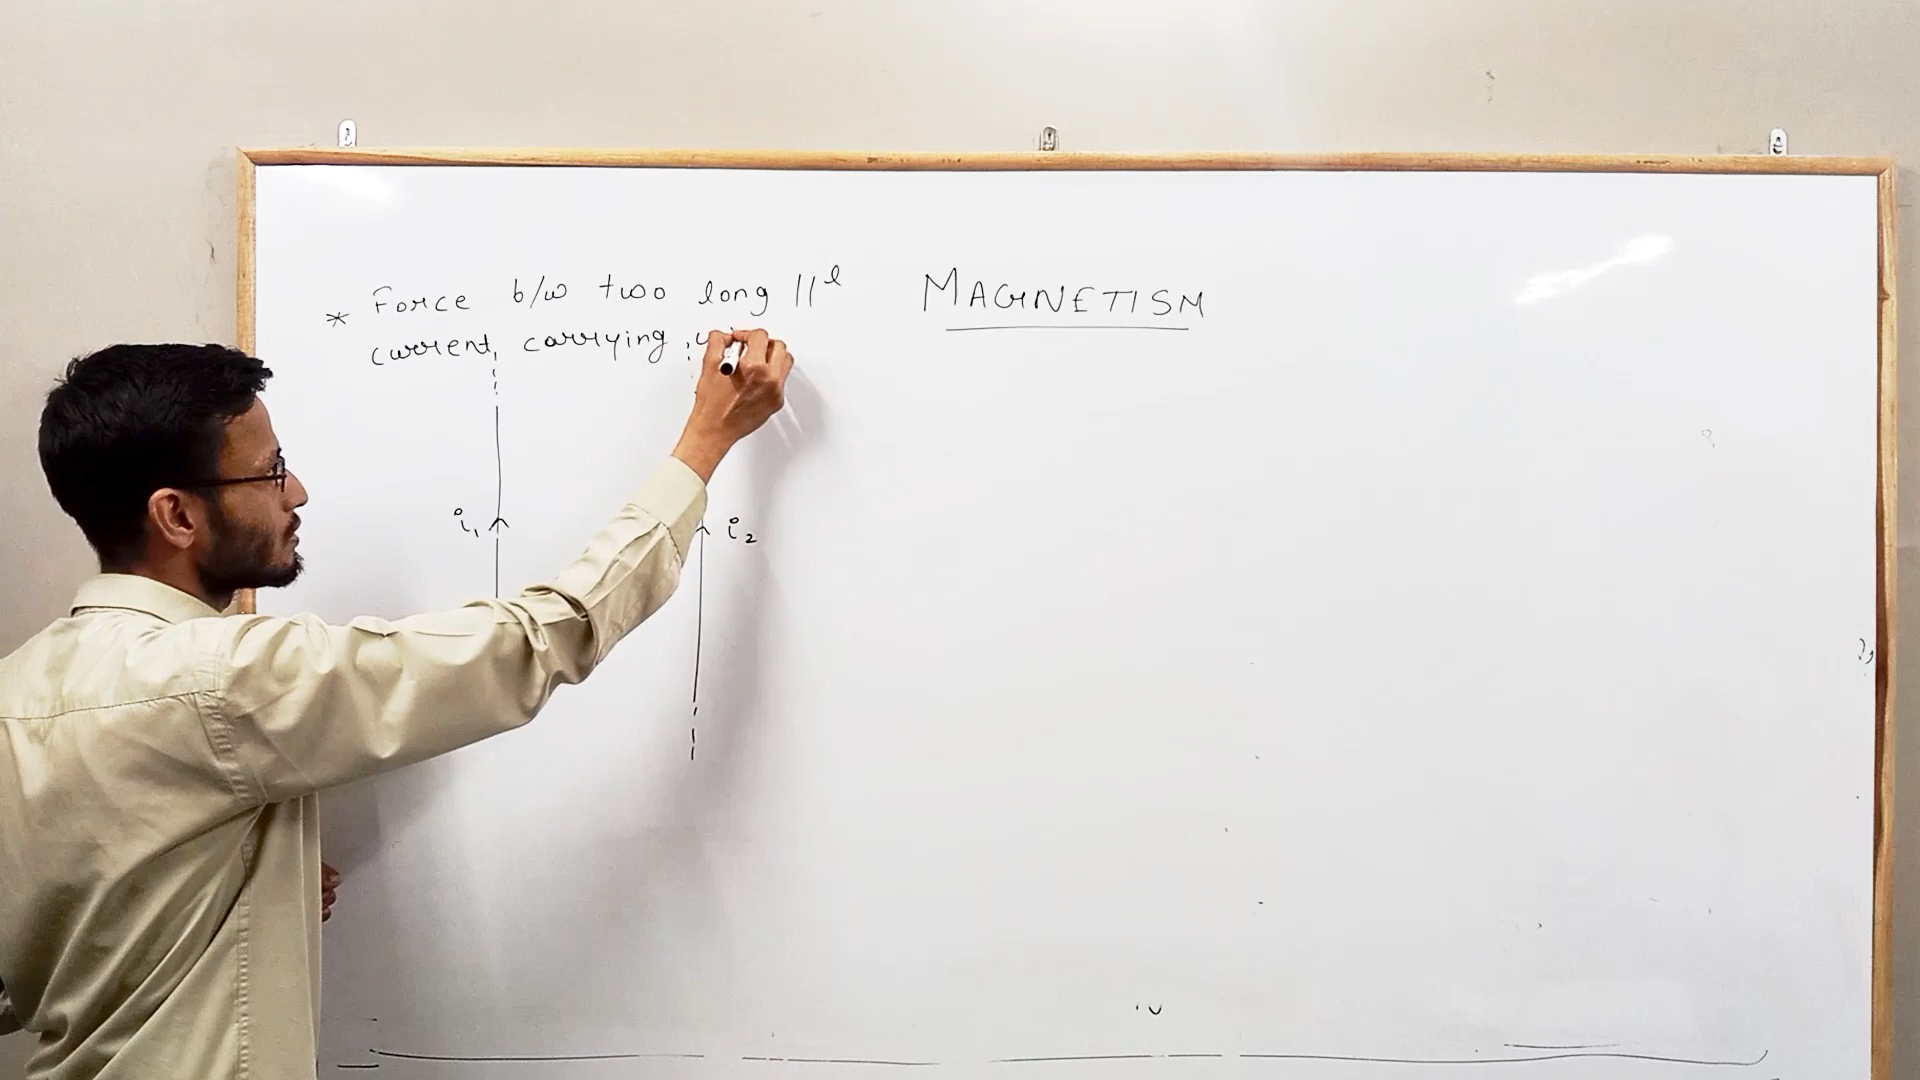 * Force b/w two long ||ˡ
current carrying
MAGNETISM
i₁
i₂